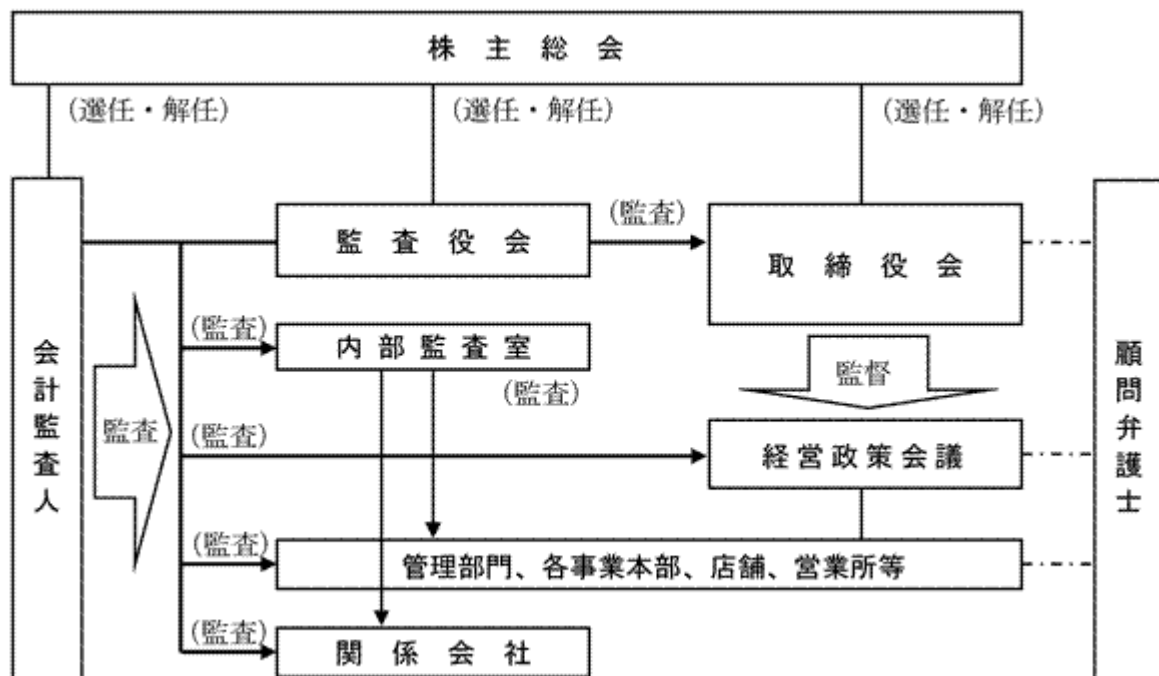 株主総会
(選任・解任)
(選任・解任)
(選任・解任)
会計監査人
監査役会
(監査)
取締役会
顧問弁護士
監査
(監査)
内部監査室
(監査)
監督
(監査)
経営政策会議
(監査)
管理部門、各事業本部、店舗、営業所等
(監査)
関係会社